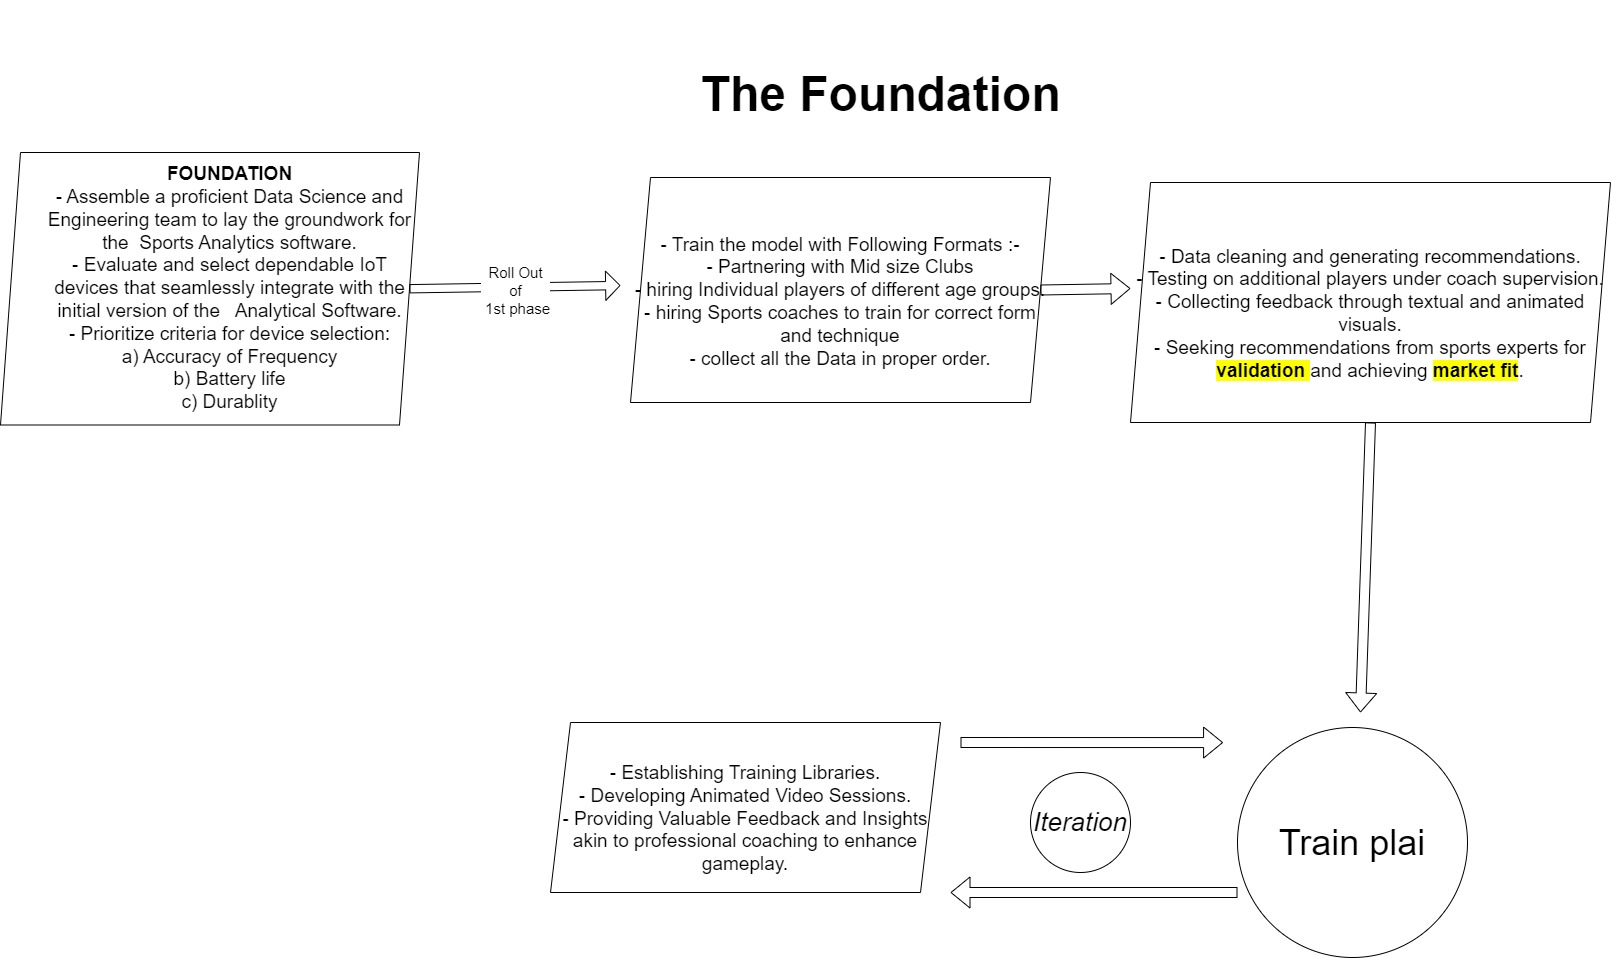 The Foundation
FOUNDATION
- Assemble a proficient Data Science and
Engineering team to lay the groundwork for
the  Sports Analytics software.
- Evaluate and select dependable IoT
devices that seamlessly integrate with the
initial version of the   Analytical Software.
- Prioritize criteria for device selection:
a) Accuracy of Frequency
b) Battery life
c) Durablity
Roll Out
of
1st phase
- Train the model with Following Formats :-
- Partnering with Mid size Clubs
- hiring Individual players of different age groups.
- hiring Sports coaches to train for correct form
and technique
- collect all the Data in proper order.
- Data cleaning and generating recommendations.
- Testing on additional players under coach supervision.
- Collecting feedback through textual and animated
visuals.
- Seeking recommendations from sports experts for
validation and achieving market fit.
- Establishing Training Libraries.
- Developing Animated Video Sessions.
- Providing Valuable Feedback and Insights
akin to professional coaching to enhance
gameplay.
Iteration
Train plai